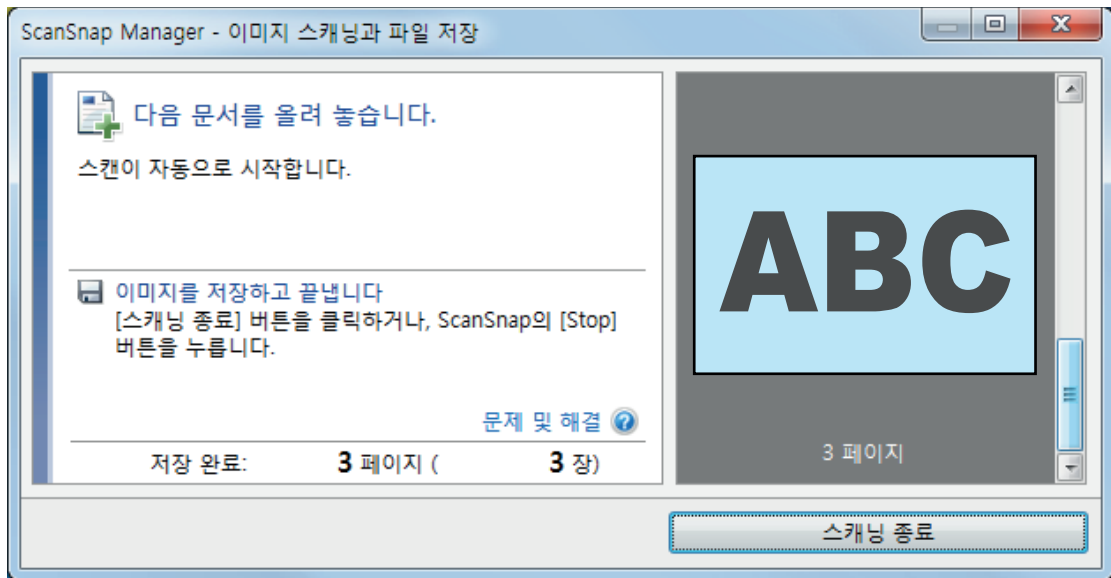 ScanSnap Manager - 이미지 스캐닝과 파일 저장
다음 문서를 올려 놓습니다.
스캔이 자동으로 시작합니다.
이미지를 저장하고 끝냅니다
[스캐닝 종료] 버튼을 클릭하거나, ScanSnap의 [Stop]
버튼을 누릅니다.
문제 및 해결
저장 완료: 3 페이지 ( 3 장)
ABC
3 페이지
스캐닝 종료